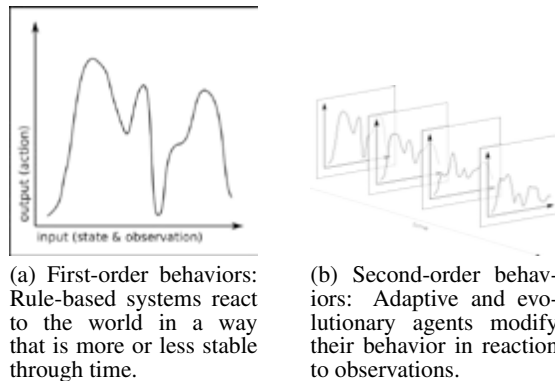 output (action)
input (state & observation)
(a) First-order behaviors:
Rule-based systems react
to the world in a way
that is more or less stable
through time.
(b) Second-order behav-
iors: Adaptive and evo-
lutionary agents modify
their behavior in reaction
to observations.